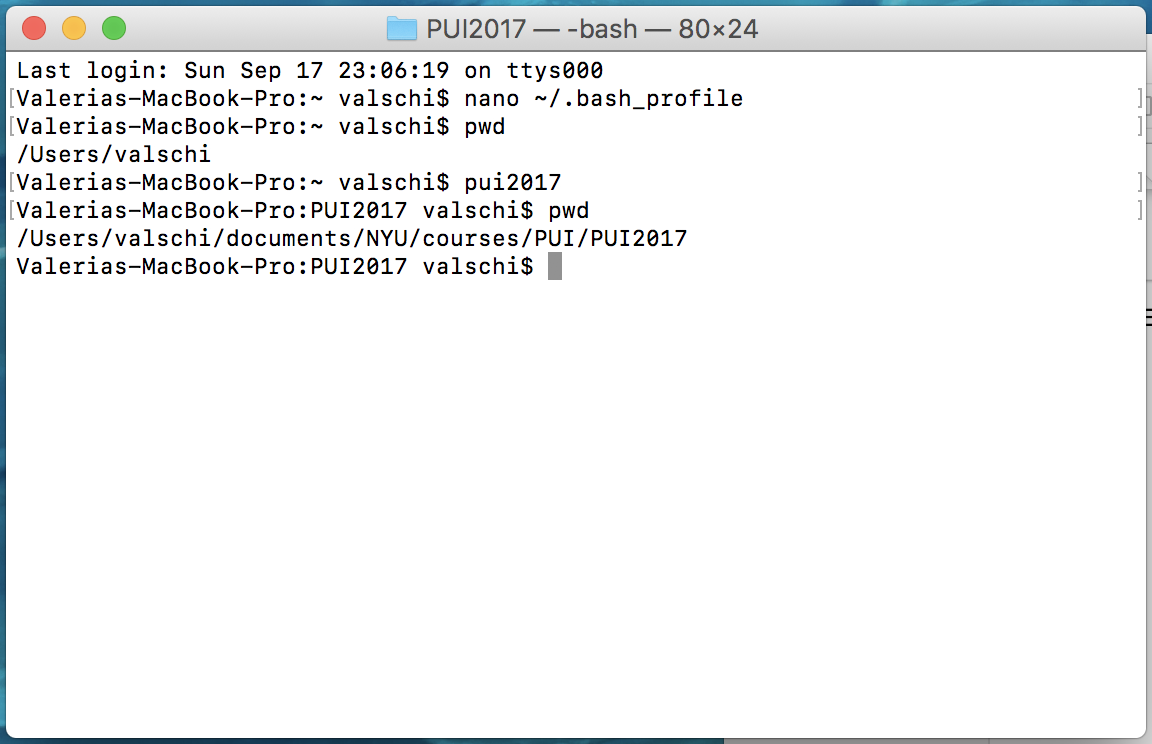 PUI2017 — -bash — 80×24
Last login: Sun Sep 17 23:06:19 on ttys000
[Valerias-MacBook-Pro:~ valschi$ nano ~/.bash_profile ]
[Valerias-MacBook-Pro:~ valschi$ pwd ]
/Users/valschi
[Valerias-MacBook-Pro:~ valschi$ pui2017 ]
[Valerias-MacBook-Pro:PUI2017 valschi$ pwd ]
/Users/valschi/documents/NYU/courses/PUI/PUI2017
Valerias-MacBook-Pro:PUI2017 valschi$